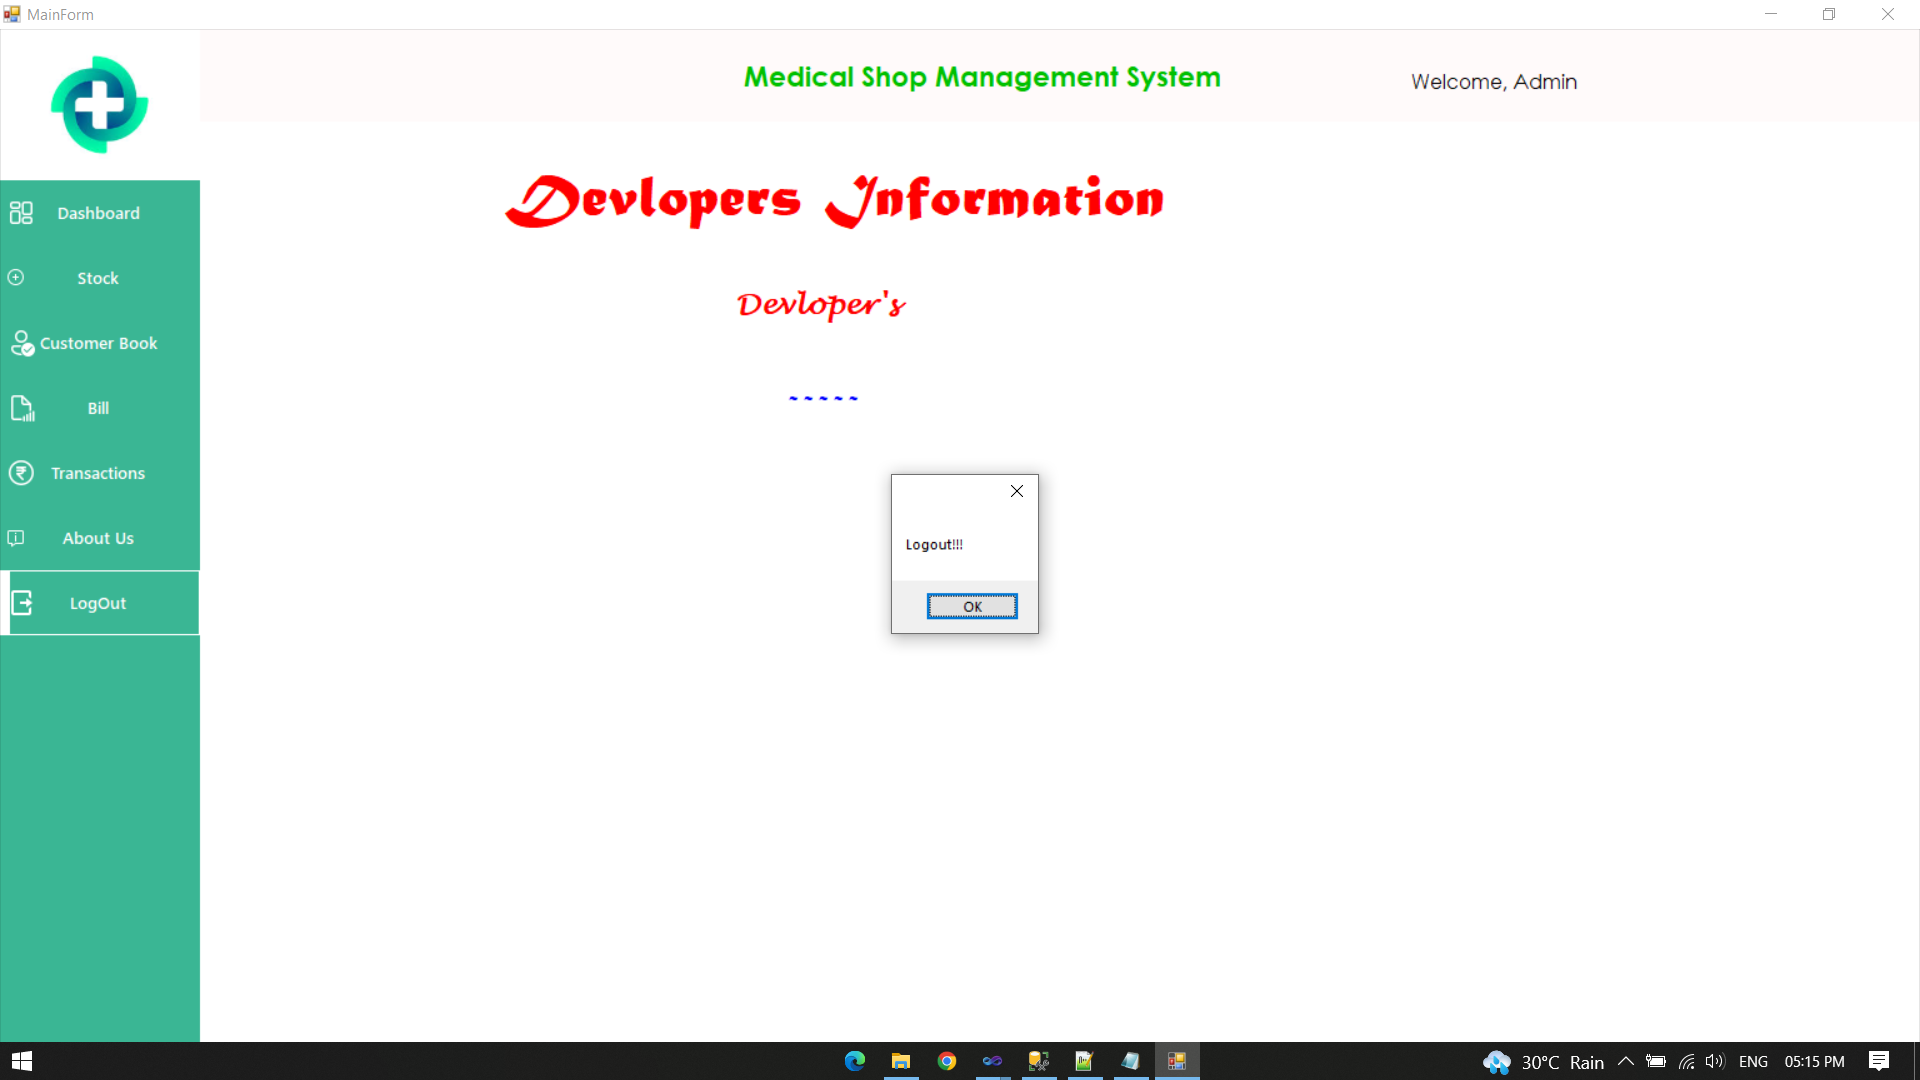 MainForm
Medical Shop Management System
Welcome, Admin
Devlopers Information
Dashboard
Stock
Devloper's
Customer Book
~ ~ ~ ~ ~
Bill
Transactions
About Us
Logout!!!
LogOut
OK
30°C Rain
ENG
05:15 PM